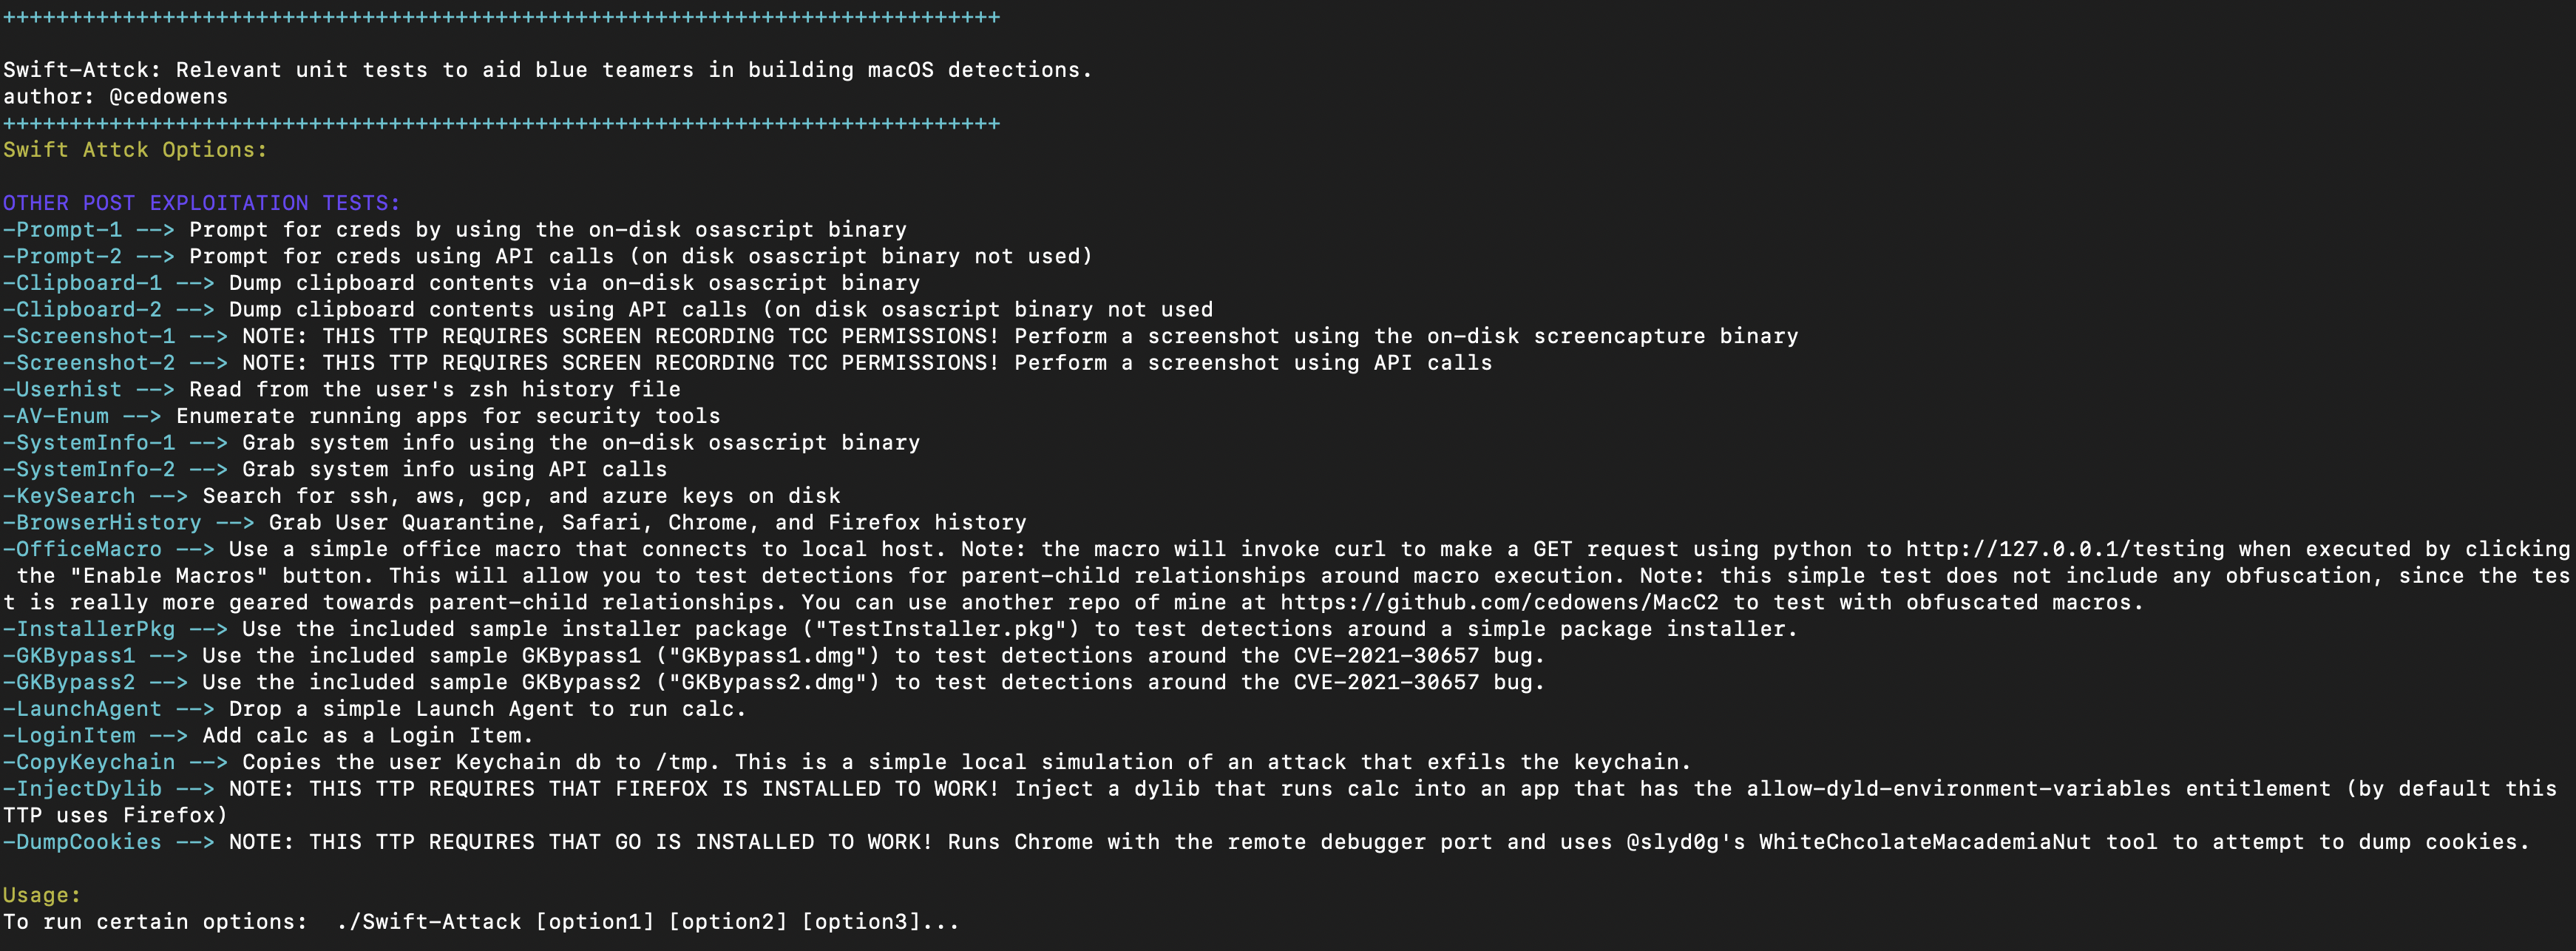 +++++++++++++++++++++++++++++++++++++++++++++++++++++++++++++++++++++++++++
Swift-Attck: Relevant unit tests to aid blue teamers in building macOS detections.
author: @cedowens
+++++++++++++++++++++++++++++++++++++++++++++++++++++++++++++++++++++++++++
Swift Attck Options:
OTHER POST EXPLOITATION TESTS:
-Prompt-1 --> Prompt for creds by using the on-disk osascript binary
-Prompt-2 --> Prompt for creds using API calls (on disk osascript binary not used)
-Clipboard-1 --> Dump clipboard contents via on-disk osascript binary
-Clipboard-2 --> Dump clipboard contents using API calls (on disk osascript binary not used
-Screenshot-1 --> NOTE: THIS TTP REQUIRES SCREEN RECORDING TCC PERMISSIONS! Perform a screenshot using the on-disk screencapture binary
-Screenshot-2 --> NOTE: THIS TTP REQUIRES SCREEN RECORDING TCC PERMISSIONS! Perform a screenshot using API calls
-Userhist --> Read from the user's zsh history file
-AV-Enum --> Enumerate running apps for security tools
-SystemInfo-1 --> Grab system info using the on-disk osascript binary
-SystemInfo-2 --> Grab system info using API calls
-KeySearch --> Search for ssh, aws, gcp, and azure keys on disk
-BrowserHistory --> Grab User Quarantine, Safari, Chrome, and Firefox history
-OfficeMacro --> Use a simple office macro that connects to local host. Note: the macro will invoke curl to make a GET request using python to http://127.0.0.1/testing when executed by clicking
 the "Enable Macros" button. This will allow you to test detections for parent-child relationships around macro execution. Note: this simple test does not include any obfuscation, since the tes
t is really more geared towards parent-child relationships. You can use another repo of mine at https://github.com/cedowens/MacC2 to test with obfuscated macros.
-InstallerPkg --> Use the included sample installer package ("TestInstaller.pkg") to test detections around a simple package installer.
-GKBypass1 --> Use the included sample GKBypass1 ("GKBypass1.dmg") to test detections around the CVE-2021-30657 bug.
-GKBypass2 --> Use the included sample GKBypass2 ("GKBypass2.dmg") to test detections around the CVE-2021-30657 bug.
-LaunchAgent --> Drop a simple Launch Agent to run calc.
-LoginItem --> Add calc as a Login Item.
-CopyKeychain --> Copies the user Keychain db to /tmp. This is a simple local simulation of an attack that exfils the keychain.
-InjectDylib --> NOTE: THIS TTP REQUIRES THAT FIREFOX IS INSTALLED TO WORK! Inject a dylib that runs calc into an app that has the allow-dyld-environment-variables entitlement (by default this
TTP uses Firefox)
-DumpCookies --> NOTE: THIS TTP REQUIRES THAT GO IS INSTALLED TO WORK! Runs Chrome with the remote debugger port and uses @slyd0g's WhiteChcolateMacademiaNut tool to attempt to dump cookies.
Usage:
To run certain options:  ./Swift-Attack [option1] [option2] [option3]...